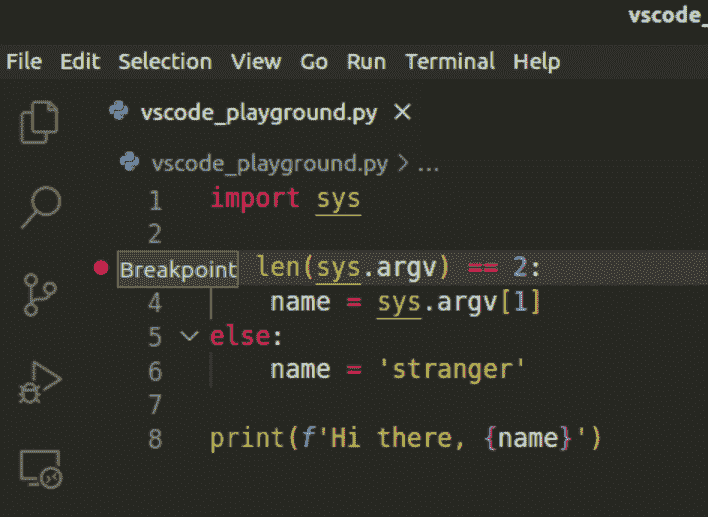 vscode_
File Edit Selection View Go Run Terminal Help
vscode_playground.py ×
vscode_playground.py > ...
1 import sys
2
Breakpoint len(sys.argv) == 2:
4 name = sys.argv[1]
5 else:
6 name = 'stranger'
7
8 print(f'Hi there, {name}')